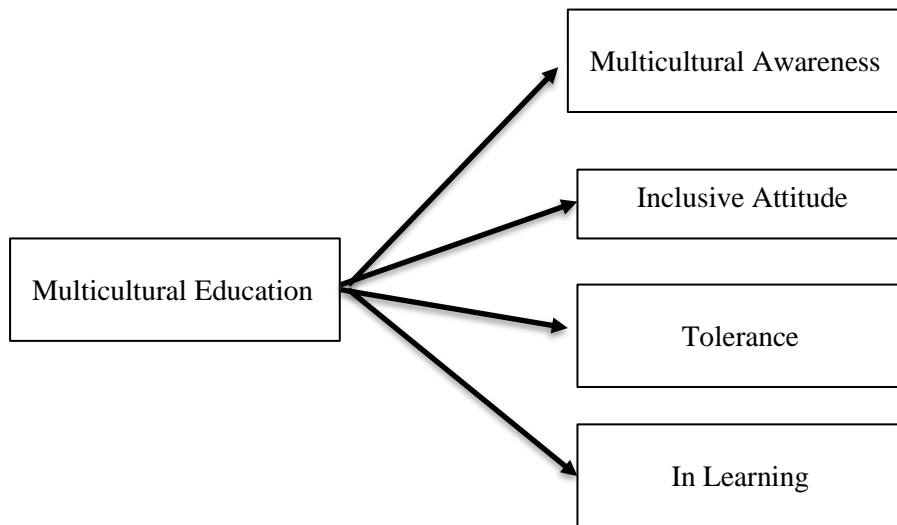 Multicultural Awareness
Inclusive Attitude
Multicultural Education
Tolerance
In Learning